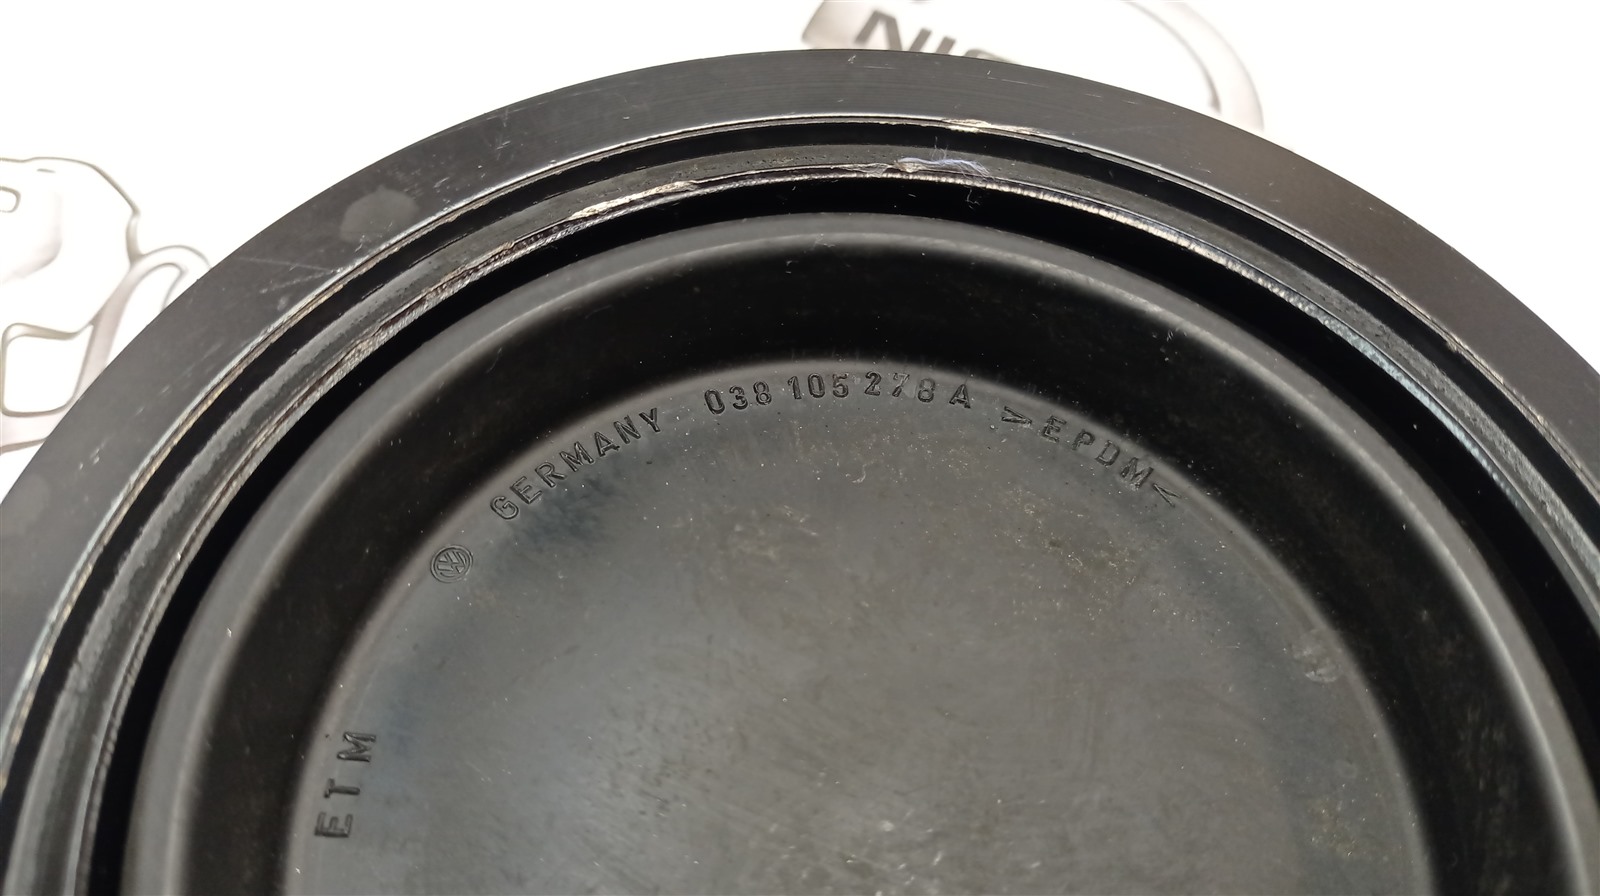 GERMANY 038 105 278 A >EPDM<
ETM